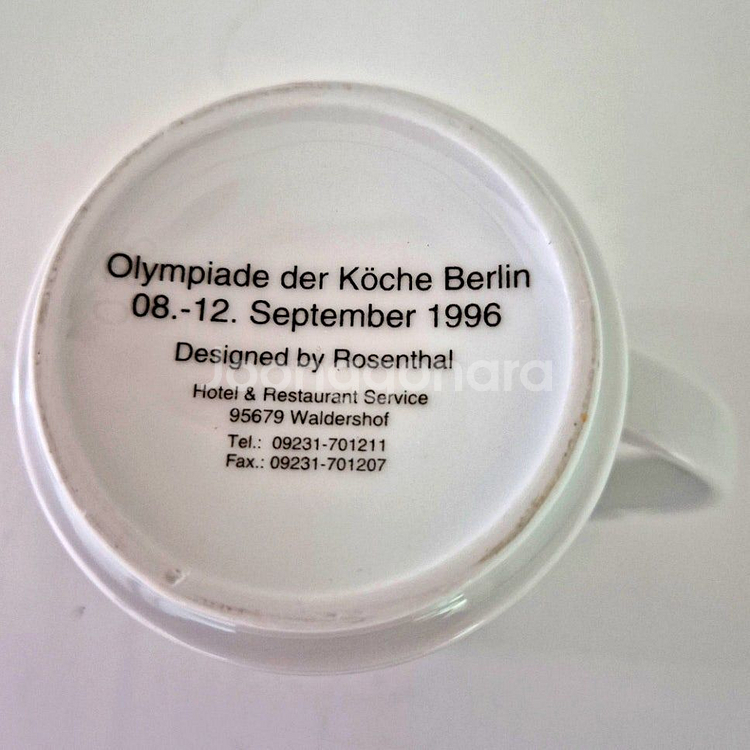 Olympiade der Köche Berlin
08.-12. September 1996
Designed by Rosenthal
Joonggonara
Hotel & Restaurant Service
95679 Waldershof
Tel.: 09231-701211
Fax.: 09231-701207